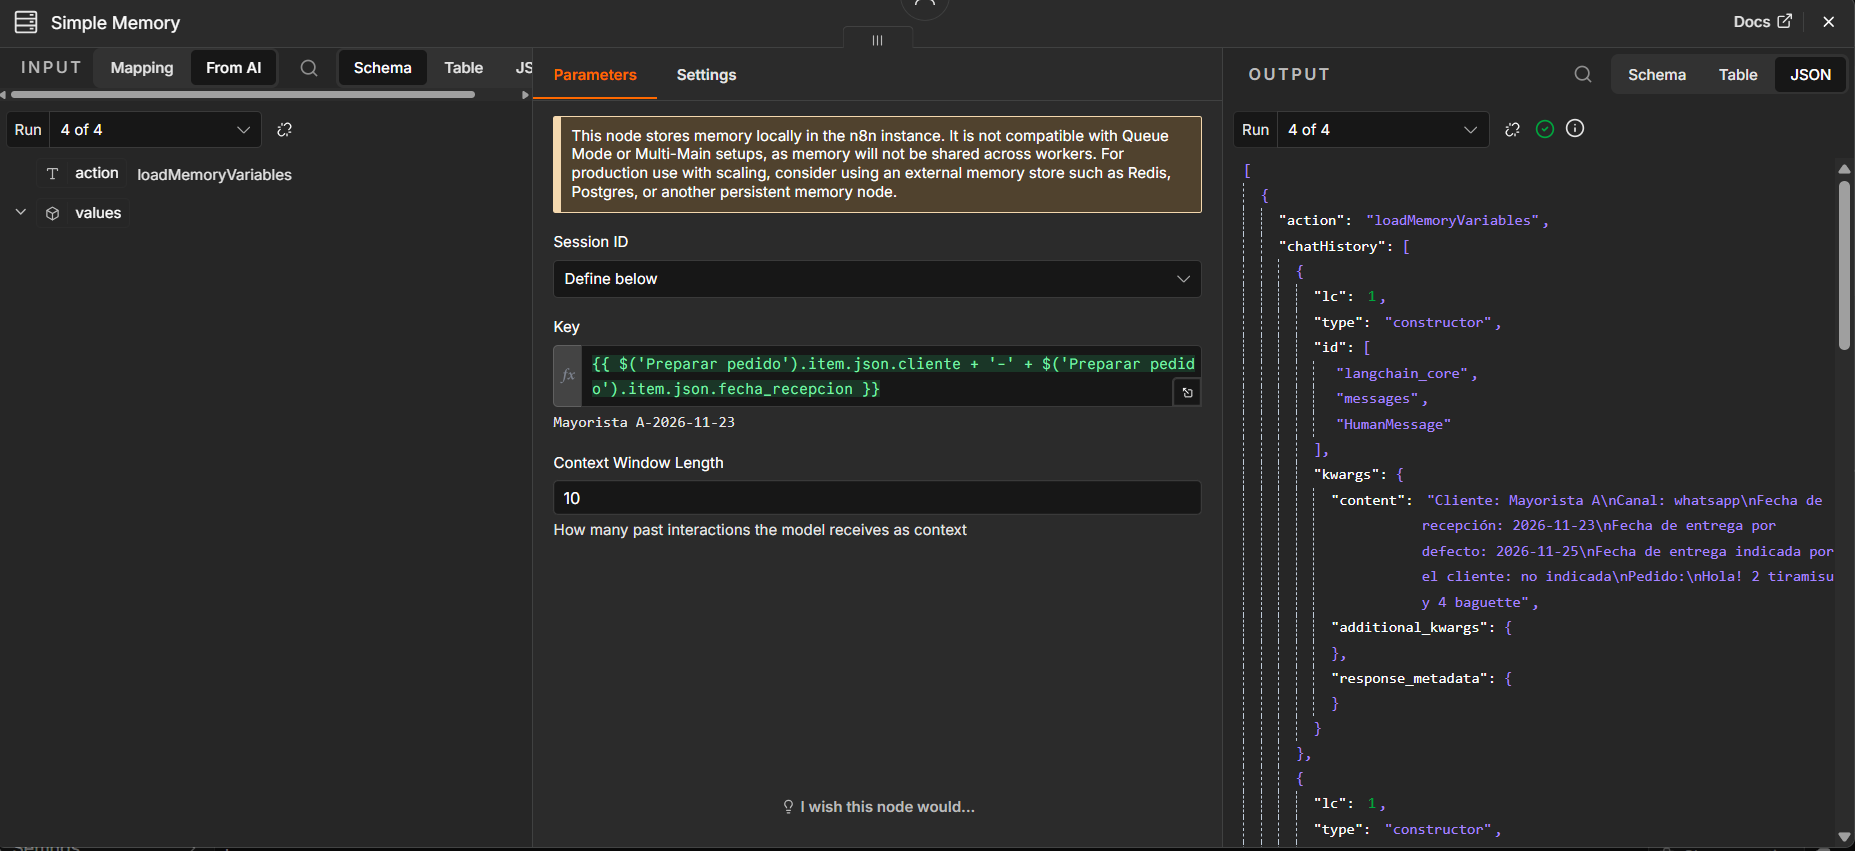 Simple Memory
Docs
INPUT
Mapping
From AI
Schema
Table
JS
Run
4 of 4
T action loadMemoryVariables
values
Parameters
Settings
This node stores memory locally in the n8n instance. It is not compatible with Queue
Mode or Multi-Main setups, as memory will not be shared across workers. For
production use with scaling, consider using an external memory store such as Redis,
Postgres, or another persistent memory node.
Session ID
Define below
Key
fx
{{ $('Preparar pedido').item.json.cliente + '-' + $('Preparar pedid
o').item.json.fecha_recepcion }}
Mayorista A-2026-11-23
Context Window Length
10
How many past interactions the model receives as context
I wish this node would...
OUTPUT
Schema
Table
JSON
Run
4 of 4
[
{
"action": "loadMemoryVariables",
"chatHistory": [
{
"lc": 1,
"type": "constructor",
"id": [
"langchain_core",
"messages",
"HumanMessage"
],
"kwargs": {
"content": "Cliente: Mayorista A\nCanal: whatsapp\nFecha de
recepción: 2026-11-23\nFecha de entrega por
defecto: 2026-11-25\nFecha de entrega indicada por
el cliente: no indicada\nPedido:\nHola! 2 tiramisu
y 4 baguette",
"additional_kwargs": {
},
"response_metadata": {
}
}
},
{
"lc": 1,
"type": "constructor",